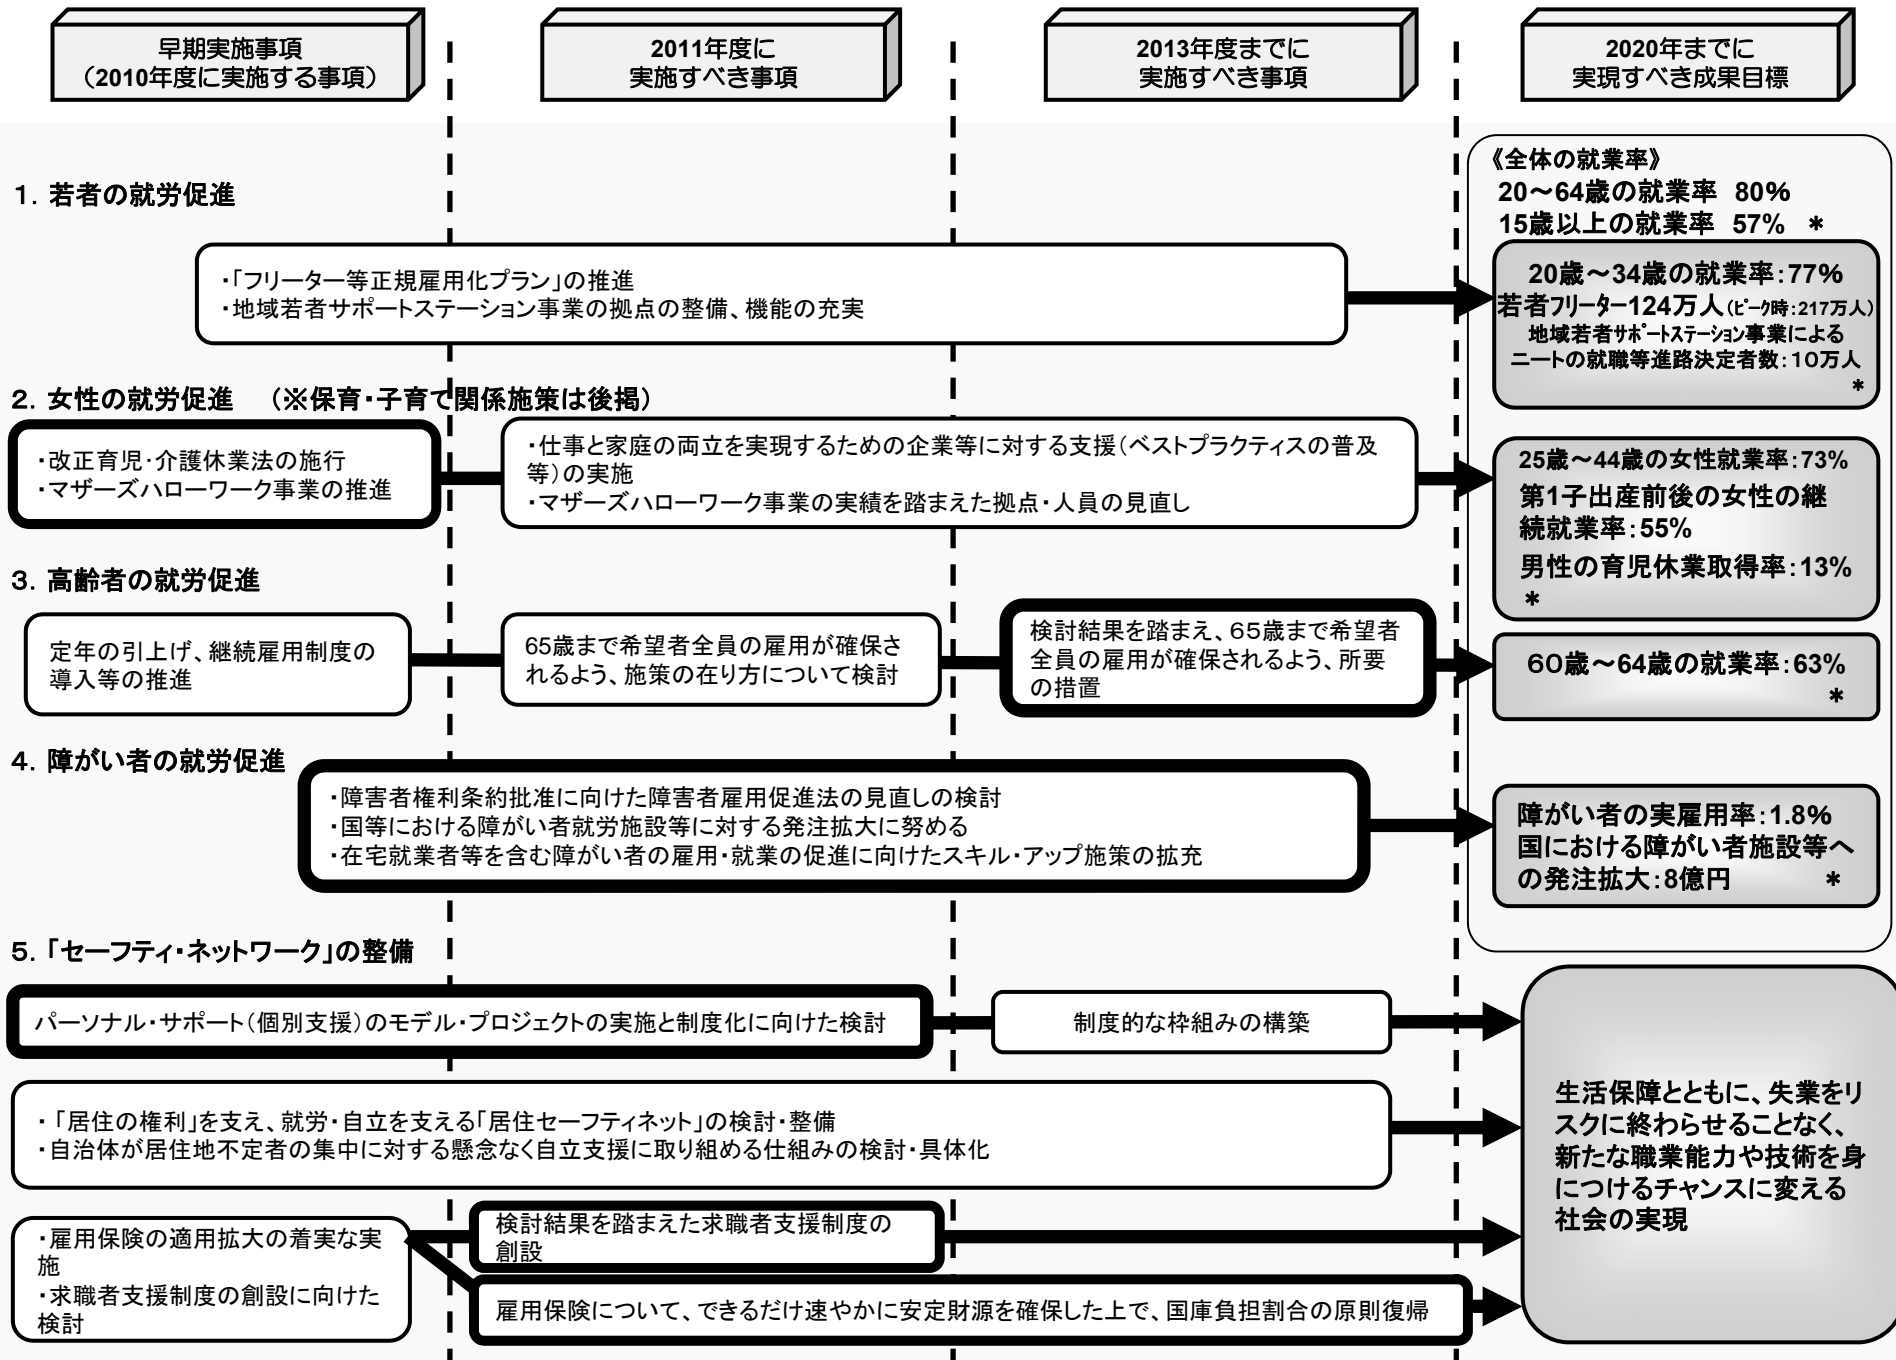 早期実施事項
(2010年度に実施する事項)
2011年度に
実施すべき事項
2013年度までに
実施すべき事項
2020年までに
実現すべき成果目標
《全体の就業率》
20～64歳の就業率 80%
15歳以上の就業率 57% *
1. 若者の就労促進
・「フリーター等正規雇用化プラン」の推進
・地域若者サポートステーション事業の拠点の整備、機能の充実
20歳～34歳の就業率:77%
若者フリーター124万人(ピーク時:217万人)
地域若者サポートステーション事業による
ニートの就職等進路決定者数:10万人
*
2. 女性の就労促進 (※保育・子育て関係施策は後掲)
・改正育児・介護休業法の施行
・マザーズハローワーク事業の推進
・仕事と家庭の両立を実現するための企業等に対する支援(ベストプラクティスの普及
等)の実施
・マザーズハローワーク事業の実績を踏まえた拠点・人員の見直し
25歳～44歳の女性就業率:73%
第1子出産前後の女性の継
続就業率:55%
男性の育児休業取得率:13%
*
3. 高齢者の就労促進
定年の引上げ、継続雇用制度の
導入等の推進
65歳まで希望者全員の雇用が確保さ
れるよう、施策の在り方について検討
検討結果を踏まえ、65歳まで希望者
全員の雇用が確保されるよう、所要
の措置
60歳～64歳の就業率:63%
*
4. 障がい者の就労促進
・障害者権利条約批准に向けた障害者雇用促進法の見直しの検討
・国等における障がい者就労施設等に対する発注拡大に努める
・在宅就業者等を含む障がい者の雇用・就業の促進に向けたスキル・アップ施策の拡充
障がい者の実雇用率:1.8%
国における障がい者施設等へ
の発注拡大:8億円 *
5. 「セーフティ・ネットワーク」の整備
パーソナル・サポート(個別支援)のモデル・プロジェクトの実施と制度化に向けた検討
制度的な枠組みの構築
・「居住の権利」を支え、就労・自立を支える「居住セーフティネット」の検討・整備
・自治体が居住地不定者の集中に対する懸念なく自立支援に取り組める仕組みの検討・具体化
・雇用保険の適用拡大の着実な実
施
・求職者支援制度の創設に向けた
検討
検討結果を踏まえた求職者支援制度の
創設
雇用保険について、できるだけ速やかに安定財源を確保した上で、国庫負担割合の原則復帰
生活保障とともに、失業をリ
スクに終わらせることなく、
新たな職業能力や技術を身
につけるチャンスに変える
社会の実現